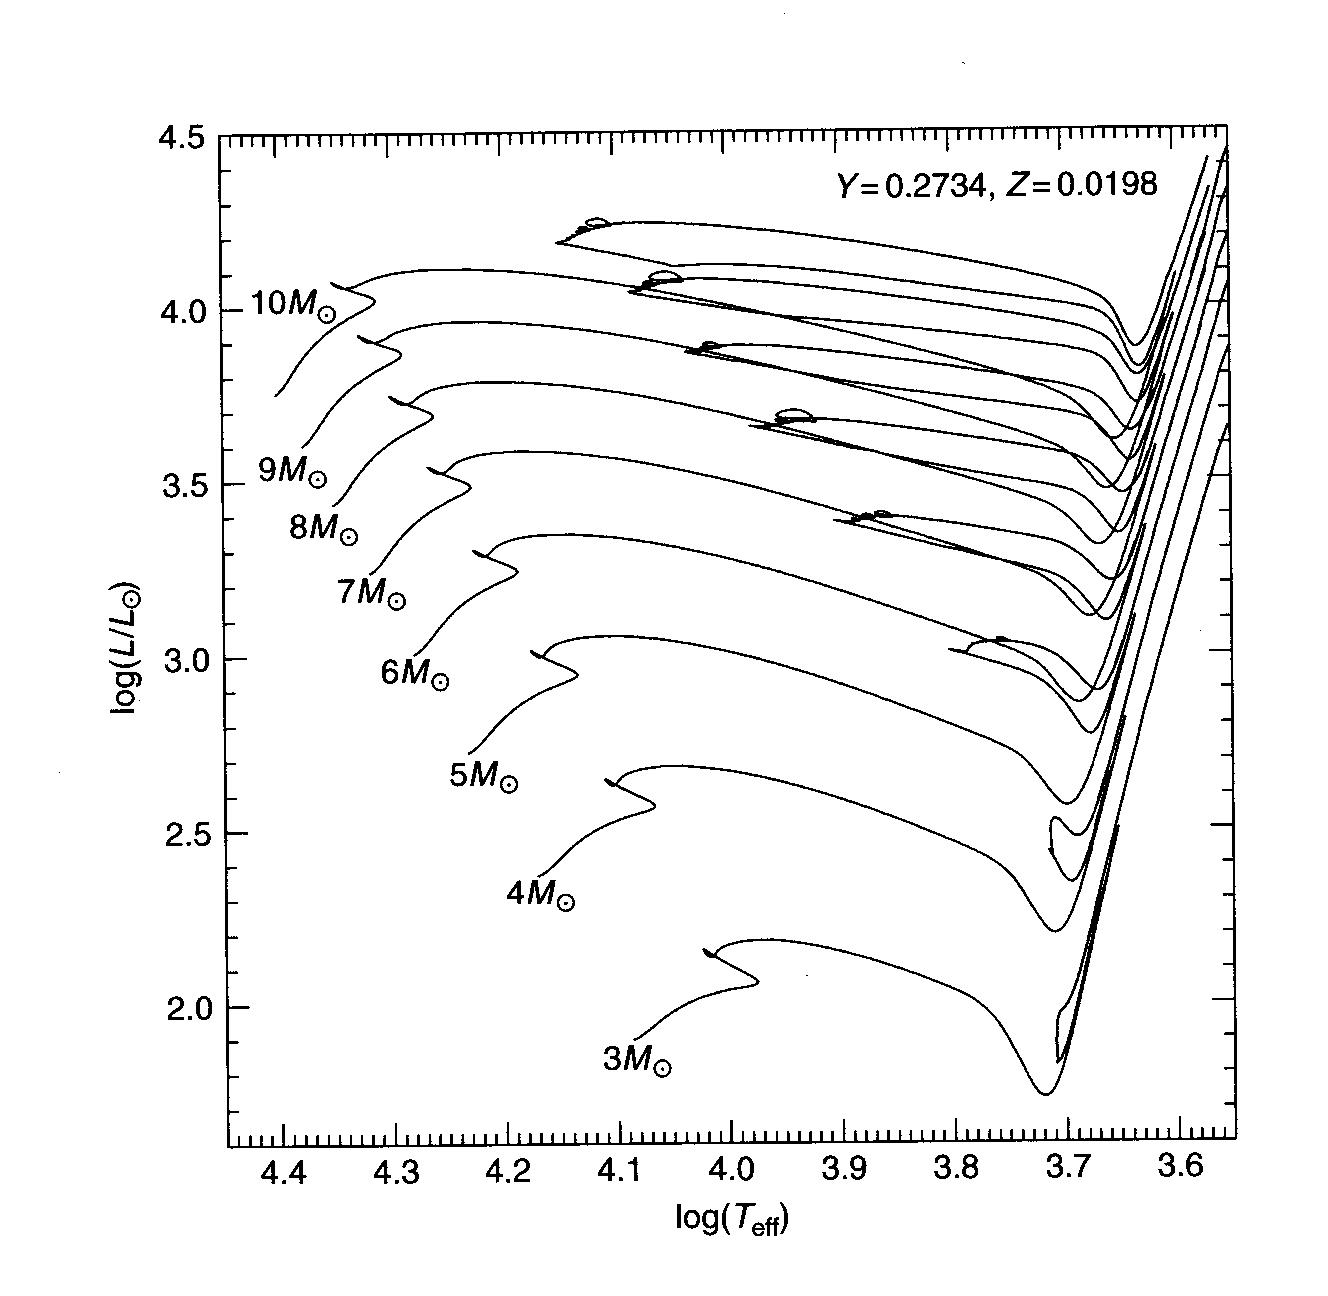 4.5
Y=0.2734, Z=0.0198
4.0
10M☉
9M☉
3.5
8M☉
7M☉
3.0
6M☉
log(L/L☉)
5M☉
2.5
4M☉
2.0
3M☉
4.4 4.3 4.2 4.1 4.0 3.9 3.8 3.7 3.6
log(Teff)